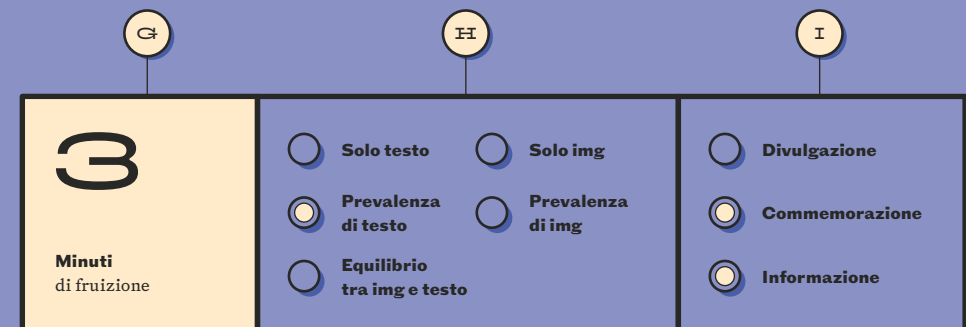 G
H
I
3
Minuti
di fruizione
Solo testo
Solo img
Prevalenza
di testo
Prevalenza
di img
Equilibrio
tra img e testo
Divulgazione
Commemorazione
Informazione